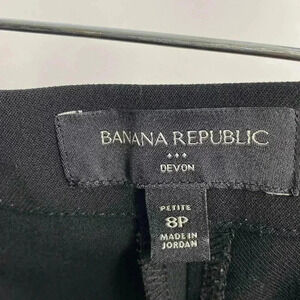 BANANA REPUBLIC
DEVON
PETITE
8P
MADE IN
JORDAN